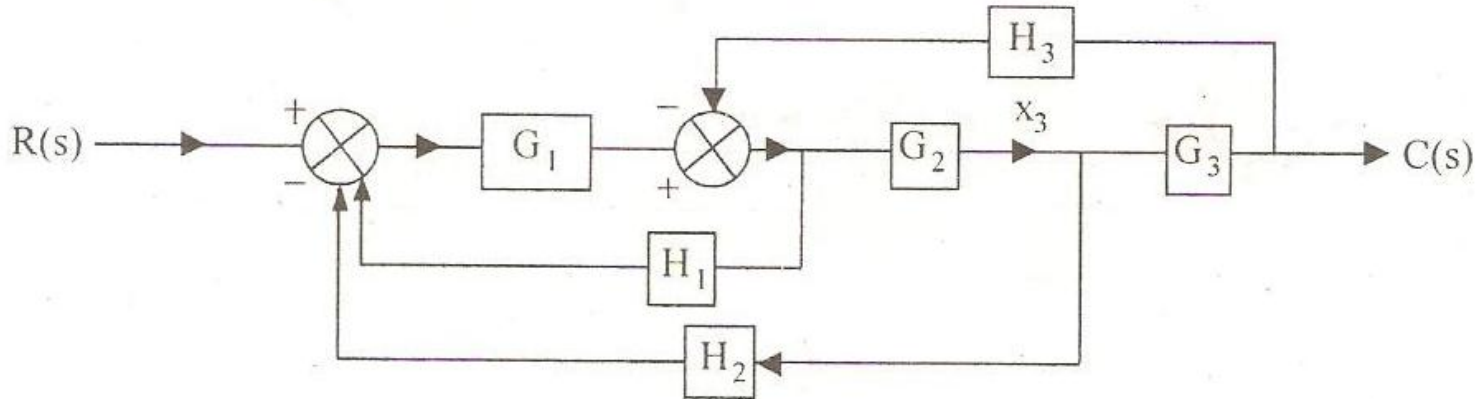 H₃
+
−
x₃
R(s)
G₁
G₂
G₃
C(s)
−
+
H₁
H₂